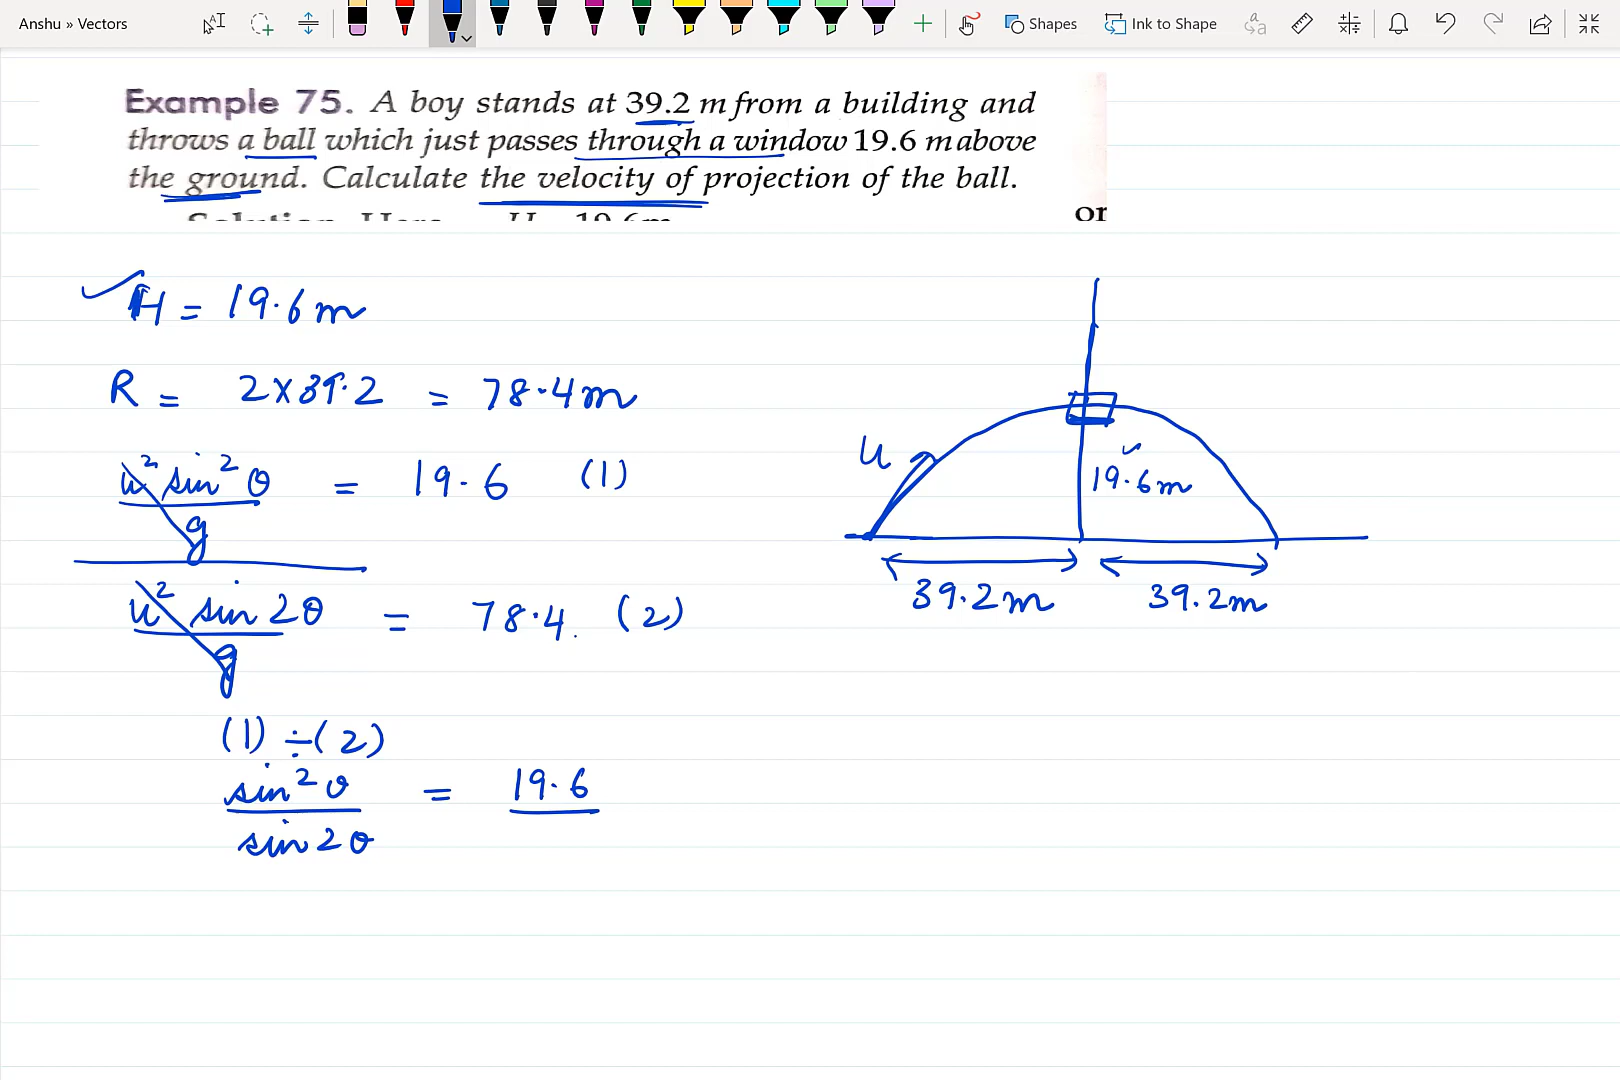 Anshu » Vectors
Shapes
Ink to Shape
Example 75. A boy stands at 39.2 m from a building and
throws a ball which just passes through a window 19.6 m above
the ground. Calculate the velocity of projection of the ball.
or
H = 19.6 m
R = 2 × 39.2 = 78.4 m
u² sin² θ / g = 19.6 (1)
u² sin 2θ / g = 78.4. (2)
(1) ÷ (2)
sin² θ / sin 2θ = 19.6
u
19.6 m
39.2 m
39.2 m